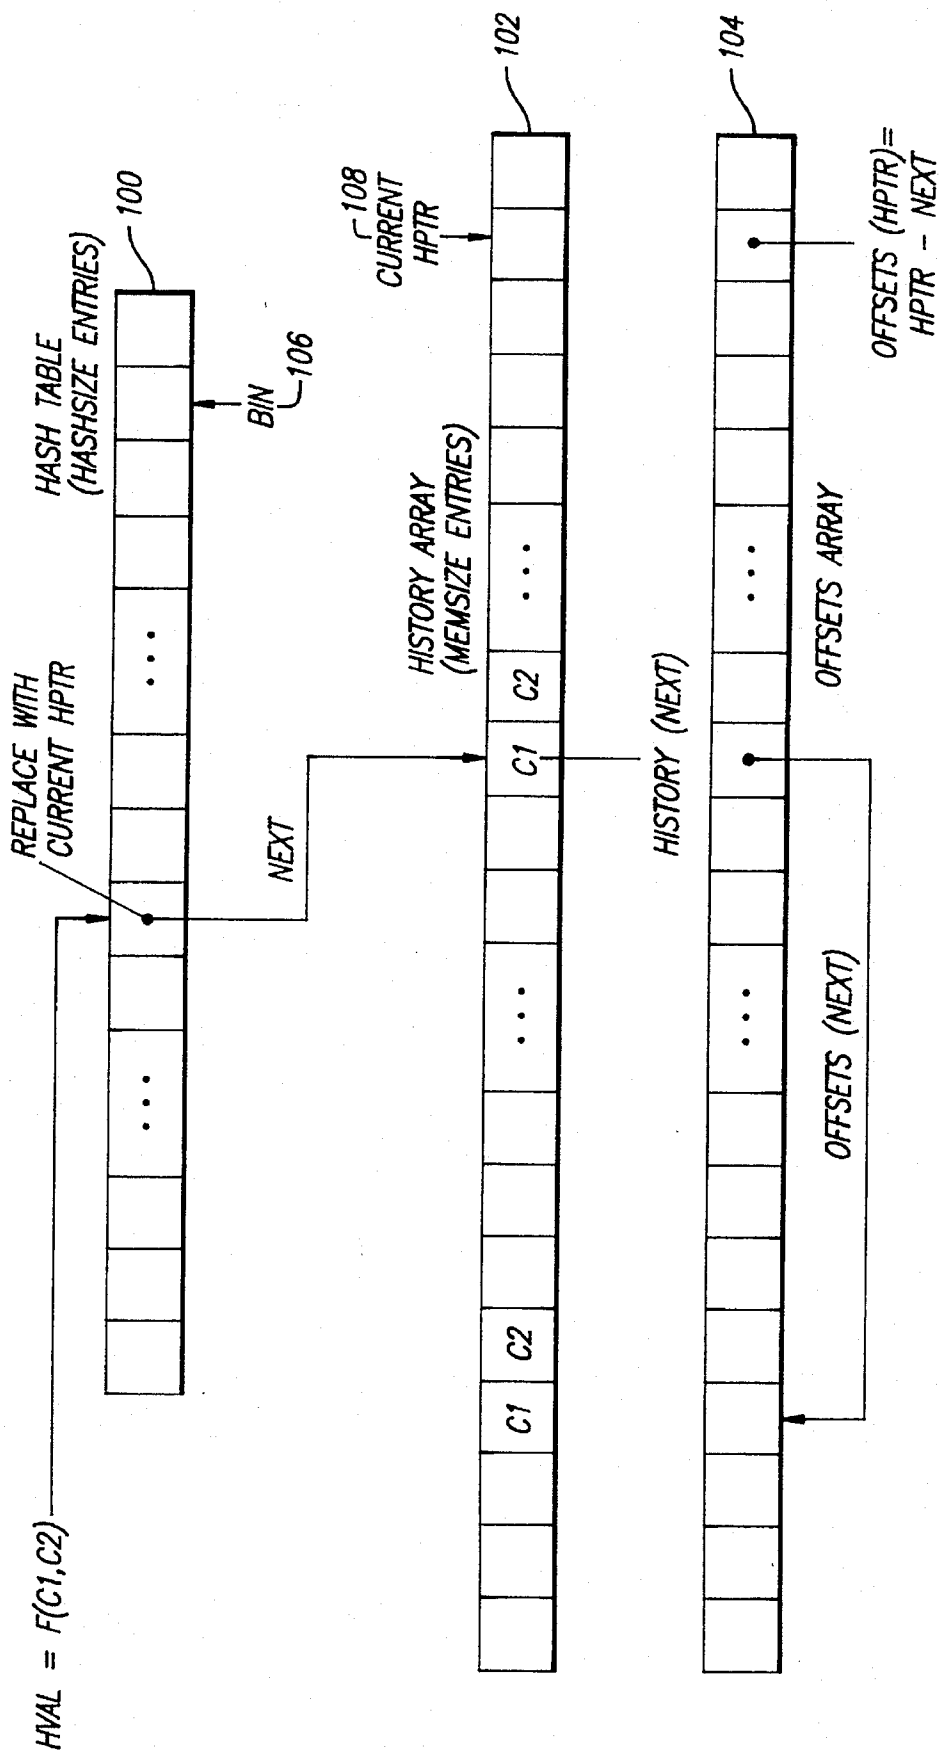 HVAL = F(C1,C2)
REPLACE WITH
CURRENT HPTR
HASH TABLE
(HASHSIZE ENTRIES)
100
BIN
106
NEXT
HISTORY ARRAY
(MEMSIZE ENTRIES)
108
CURRENT
HPTR
102
C1 C2 C1 C2
HISTORY (NEXT)
104
OFFSETS (NEXT)
OFFSETS ARRAY
OFFSETS (HPTR)=
HPTR - NEXT